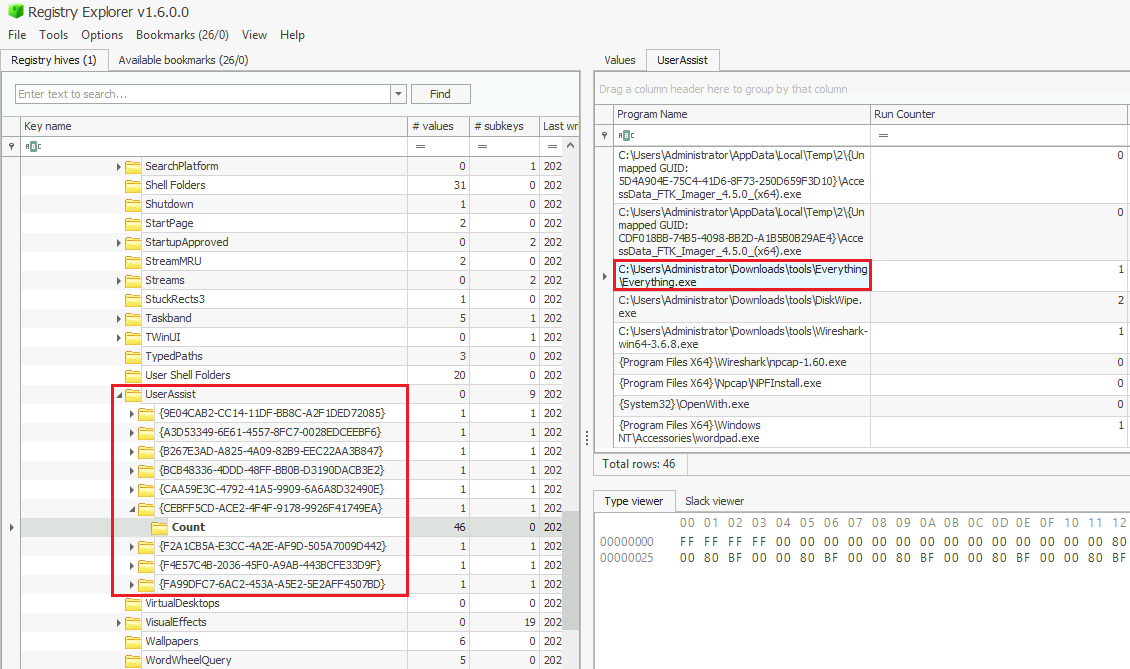 Registry Explorer v1.6.0.0
File Tools Options Bookmarks (26/0) View Help
Registry hives (1) Available bookmarks (26/0)
Enter text to search... Find
Key name # values # subkeys Last wri
= = =
SearchPlatform 0 1 202
Shell Folders 31 0 202
Shutdown 1 0 202
StartPage 2 0 202
StartupApproved 0 2 202
StreamMRU 2 0 202
Streams 0 2 202
StuckRects3 1 0 202
Taskband 5 1 202
TWinUI 0 1 202
TypedPaths 3 0 202
User Shell Folders 20 0 202
UserAssist 0 9 202
{9E04CAB2-CC14-11DF-BB8C-A2F1DED72085} 1 1 202
{A3D53349-6E61-4557-8FC7-0028EDCEEBF6} 1 1 202
{B267E3AD-A825-4A09-82B9-EEC22AA3B847} 1 1 202
{BCB48336-4DDD-48FF-BB0B-D3190DACB3E2} 1 1 202
{CAA59E3C-4792-41A5-9909-6A6A8D32490E} 1 1 202
{CEBFF5CD-ACE2-4F4F-9178-9926F41749EA} 1 1 202
Count 46 0 202
{F2A1CB5A-E3CC-4A2E-AF9D-505A7009D442} 1 1 202
{F4E57C4B-2036-45F0-A9AB-443BCFE33D9F} 1 1 202
{FA99DFC7-6AC2-453A-A5E2-5E2AFF4507BD} 1 1 202
VirtualDesktops 0 0 202
VisualEffects 0 19 202
Wallpapers 6 0 202
WordWheelQuery 5 0 202
Values UserAssist
Drag a column header here to group by that column
Program Name Run Counter
=
C:\Users\Administrator\AppData\Local\Temp\2\{Un 0
mapped GUID:
5D4A904E-75C4-41D6-8F73-250D659F3D10}\Acce
ssData_FTK_Imager_4.5.0_(x64).exe
C:\Users\Administrator\AppData\Local\Temp\2\{Un 0
mapped GUID:
CDF018BB-74B5-4098-BB2D-A1B5B0B29AE4}\Acce
ssData_FTK_Imager_4.5.0_(x64).exe
C:\Users\Administrator\Downloads\tools\Everything 1
\Everything.exe
C:\Users\Administrator\Downloads\tools\DiskWipe. 2
exe
C:\Users\Administrator\Downloads\tools\Wireshark- 1
win64-3.6.8.exe
{Program Files X64}\Wireshark\npcap-1.60.exe 0
{Program Files X64}\Npcap\NPFInstall.exe 0
{System32}\OpenWith.exe 0
{Program Files X64}\Windows 1
NT\Accessories\wordpad.exe
Total rows: 46
Type viewer Slack viewer
00 01 02 03 04 05 06 07 08 09 0A 0B 0C 0D 0E 0F 10 11 12
00000000 FF FF FF FF 00 00 00 00 00 00 00 00 00 00 00 00 00 00 80
00000025 00 80 BF 00 00 80 BF 00 00 80 BF 00 00 80 BF 00 00 80 BF